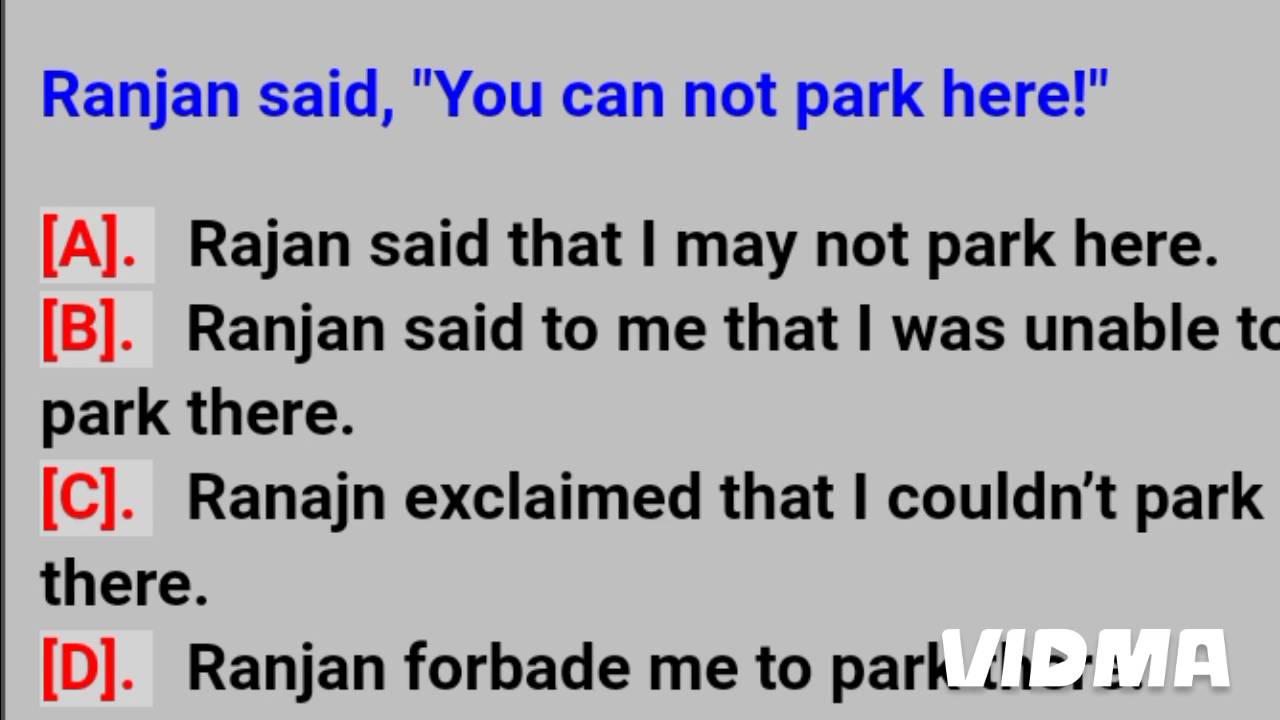 Ranjan said, "You can not park here!"
[A]. Rajan said that I may not park here.
[B]. Ranjan said to me that I was unable to
park there.
[C]. Ranajn exclaimed that I couldn’t park
there.
[D]. Ranjan forbade me to park there.
VIDMA